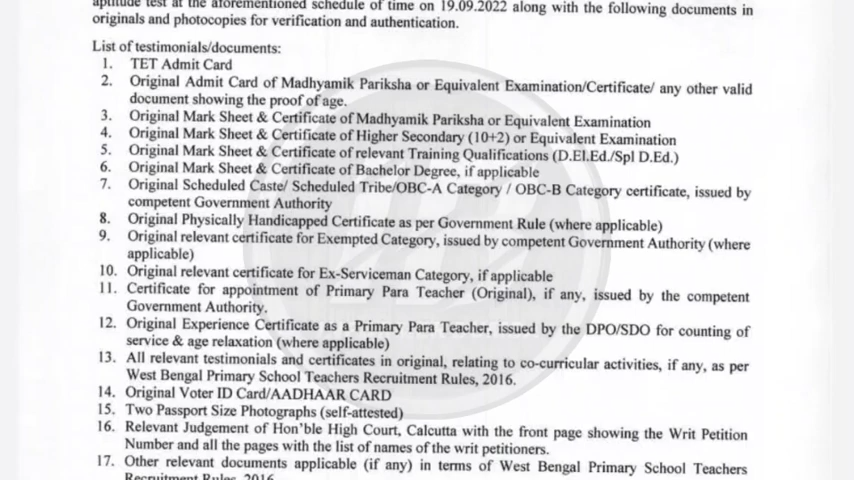 aptitude test at the aforementioned schedule of time on 19.09.2022 along with the following documents in
originals and photocopies for verification and authentication.
List of testimonials/documents:
1. TET Admit Card
2. Original Admit Card of Madhyamik Pariksha or Equivalent Examination/Certificate/ any other valid
document showing the proof of age.
3. Original Mark Sheet & Certificate of Madhyamik Pariksha or Equivalent Examination
4. Original Mark Sheet & Certificate of Higher Secondary (10+2) or Equivalent Examination
5. Original Mark Sheet & Certificate of relevant Training Qualifications (D.El.Ed./Spl D.Ed.)
6. Original Mark Sheet & Certificate of Bachelor Degree, if applicable
7. Original Scheduled Caste/ Scheduled Tribe/OBC-A Category / OBC-B Category certificate, issued by
competent Government Authority
8. Original Physically Handicapped Certificate as per Government Rule (where applicable)
9. Original relevant certificate for Exempted Category, issued by competent Government Authority (where
applicable)
10. Original relevant certificate for Ex-Serviceman Category, if applicable
11. Certificate for appointment of Primary Para Teacher (Original), if any, issued by the competent
Government Authority.
12. Original Experience Certificate as a Primary Para Teacher, issued by the DPO/SDO for counting of
service & age relaxation (where applicable)
13. All relevant testimonials and certificates in original, relating to co-curricular activities, if any, as per
West Bengal Primary School Teachers Recruitment Rules, 2016.
14. Original Voter ID Card/AADHAAR CARD
15. Two Passport Size Photographs (self-attested)
16. Relevant Judgement of Hon'ble High Court, Calcutta with the front page showing the Writ Petition
Number and all the pages with the list of names of the writ petitioners.
17. Other relevant documents applicable (if any) in terms of West Bengal Primary School Teachers
Recruitment Rules, 2016